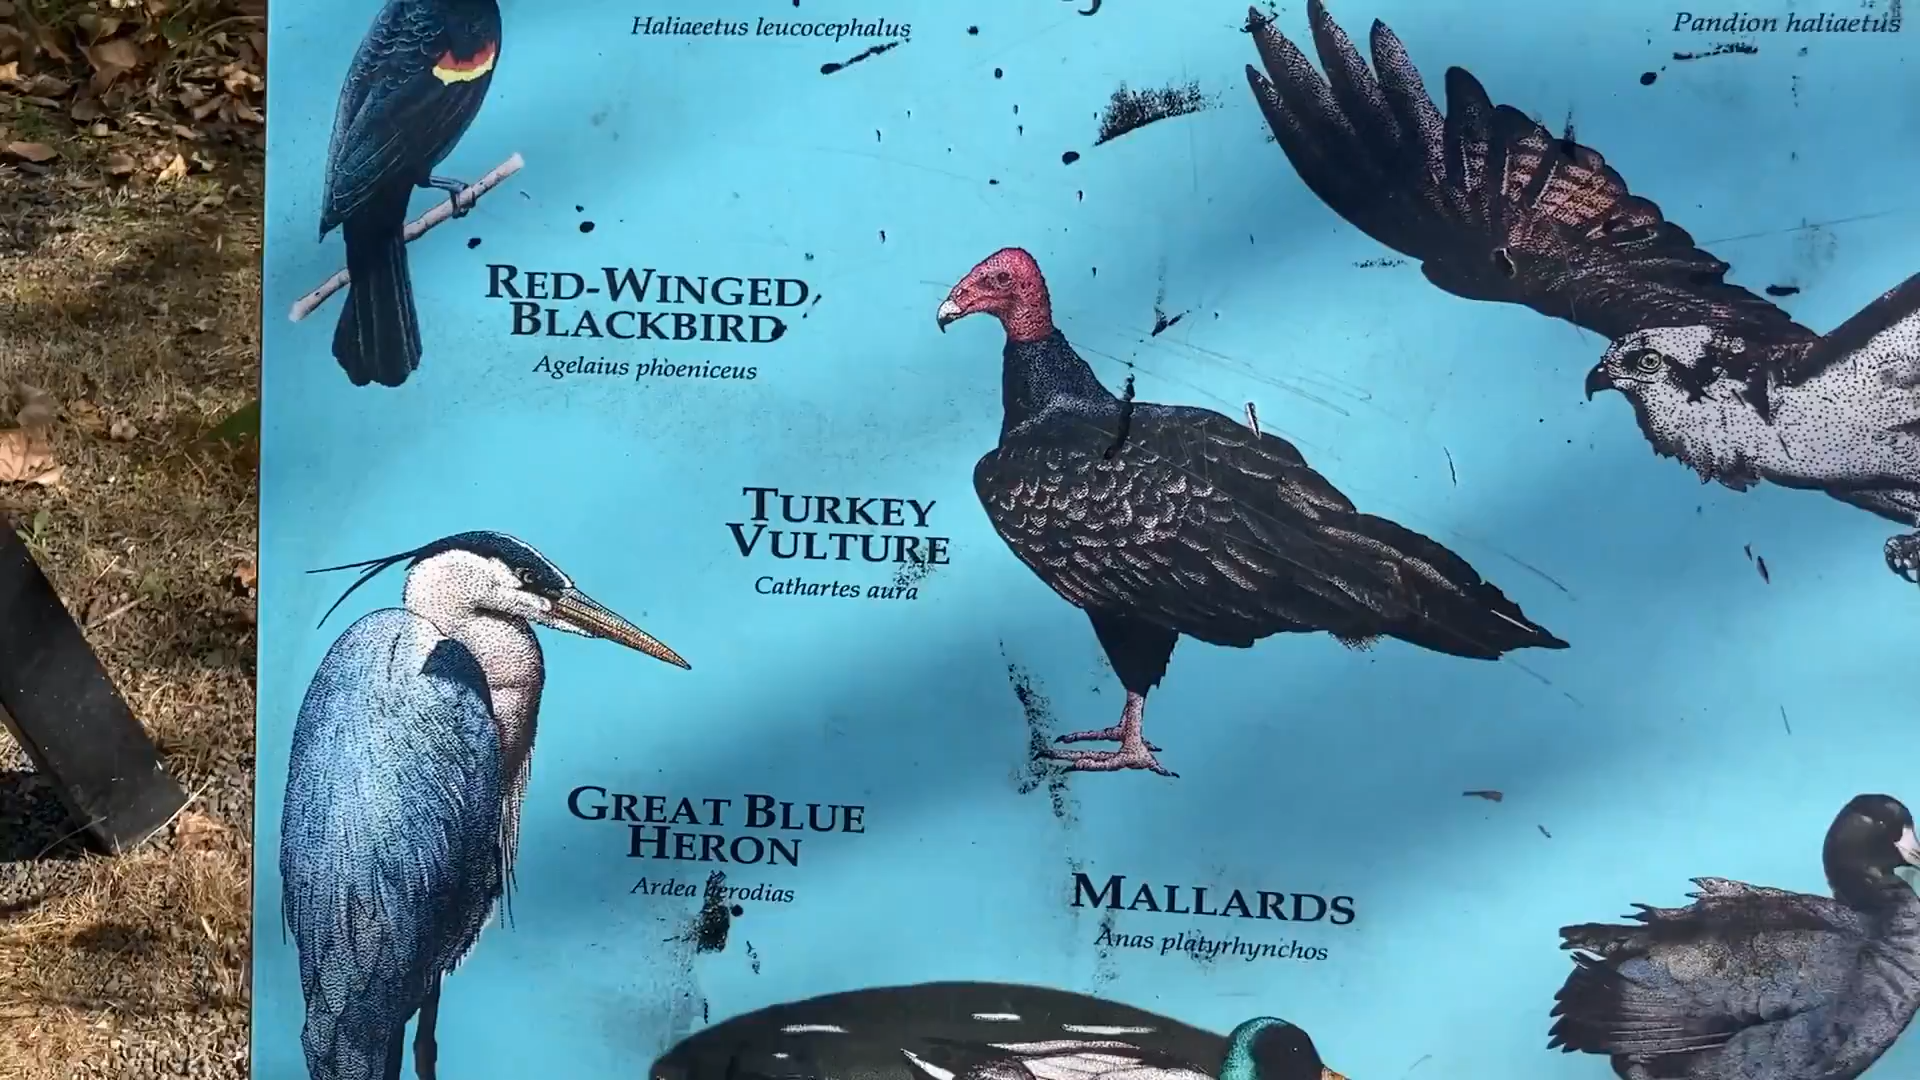 Haliaeetus leucocephalus
Pandion haliaetus
RED-WINGED
BLACKBIRD
Agelaius phoeniceus
TURKEY
VULTURE
Cathartes aura
GREAT BLUE
HERON
Ardea herodias
MALLARDS
Anas platyrhynchos